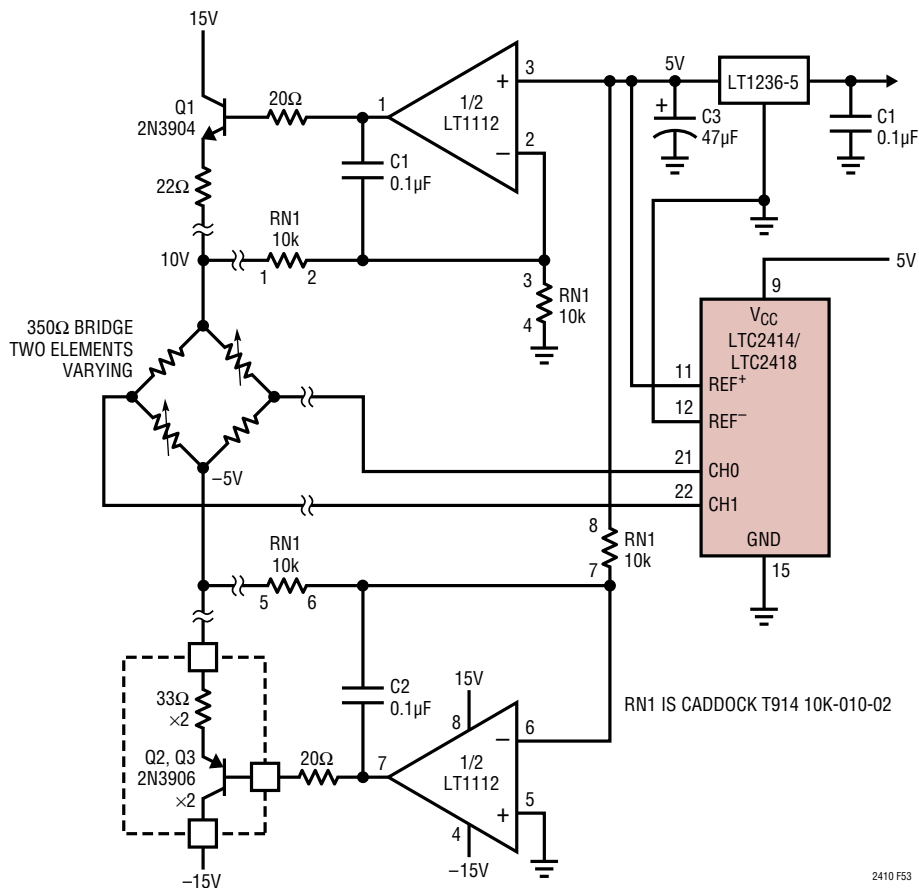 15V
Q1
2N3904
20Ω
1
1/2
LT1112
+
3
–
2
5V
LT1236-5
+
C3
47µF
C1
0.1µF
C1
0.1µF
22Ω
10V
RN1
10k
1
2
3
4
RN1
10k
350Ω BRIDGE
TWO ELEMENTS
VARYING
5V
9
VCC
LTC2414/
LTC2418
11
REF+
12
REF–
21
CH0
22
CH1
GND
15
–5V
8
RN1
10k
7
RN1
10k
5
6
33Ω
×2
Q2, Q3
2N3906
×2
20Ω
7
C2
0.1µF
15V
8
1/2
LT1112
–
6
+
5
4
–15V
–15V
RN1 IS CADDOCK T914 10K-010-02
2410 F53